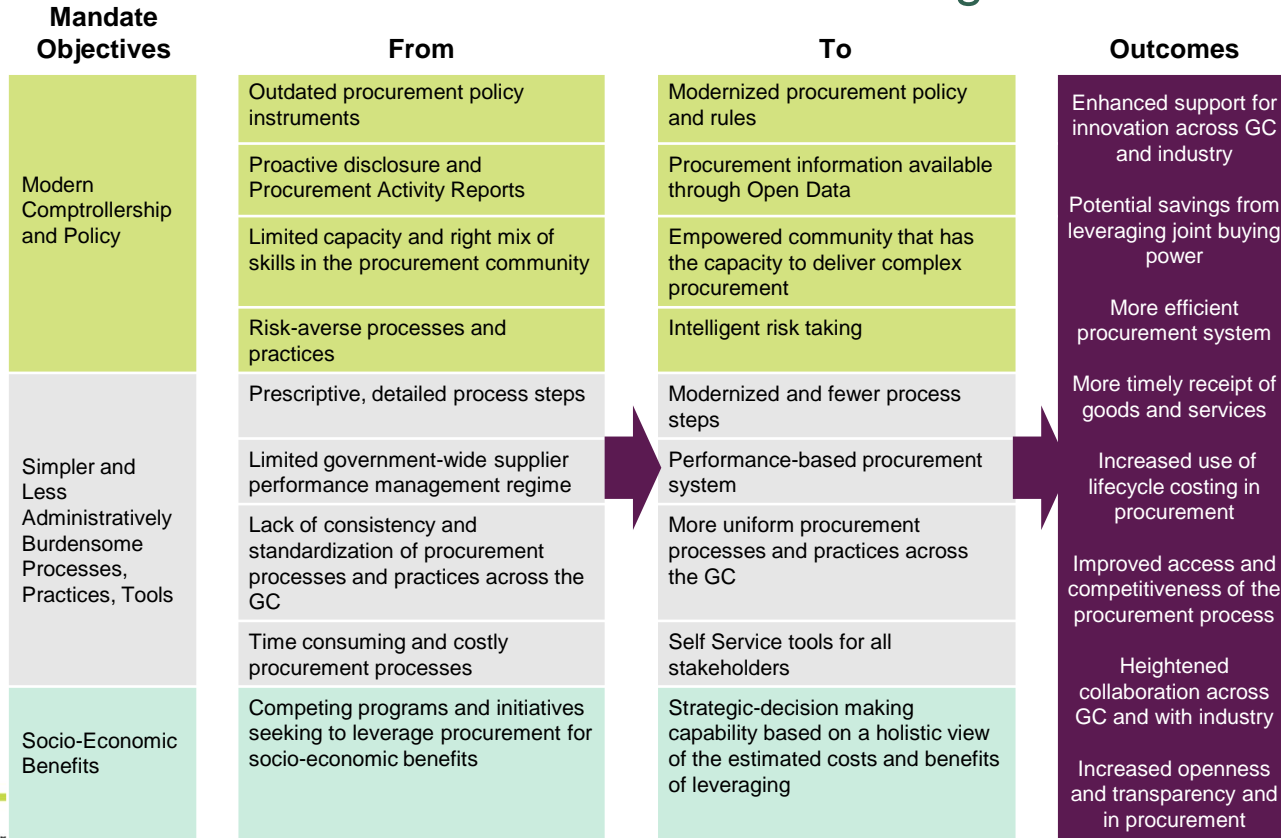 Mandate
Objectives
From
To
Outcomes
Modern
Comptrollership
and Policy
Outdated procurement policy
instruments
Modernized procurement policy
and rules
Proactive disclosure and
Procurement Activity Reports
Procurement information available
through Open Data
Limited capacity and right mix of
skills in the procurement community
Empowered community that has
the capacity to deliver complex
procurement
Risk-averse processes and
practices
Intelligent risk taking
Simpler and
Less
Administratively
Burdensome
Processes,
Practices, Tools
Prescriptive, detailed process steps
Modernized and fewer process
steps
Limited government-wide supplier
performance management regime
Performance-based procurement
system
Lack of consistency and
standardization of procurement
processes and practices across the
GC
More uniform procurement
processes and practices across
the GC
Time consuming and costly
procurement processes
Self Service tools for all
stakeholders
Socio-Economic
Benefits
Competing programs and initiatives
seeking to leverage procurement for
socio-economic benefits
Strategic-decision making
capability based on a holistic view
of the estimated costs and benefits
of leveraging
Enhanced support for
innovation across GC
and industry
Potential savings from
leveraging joint buying
power
More efficient
procurement system
More timely receipt of
goods and services
Increased use of
lifecycle costing in
procurement
Improved access and
competitiveness of the
procurement process
Heightened
collaboration across
GC and with industry
Increased openness
and transparency and
in procurement